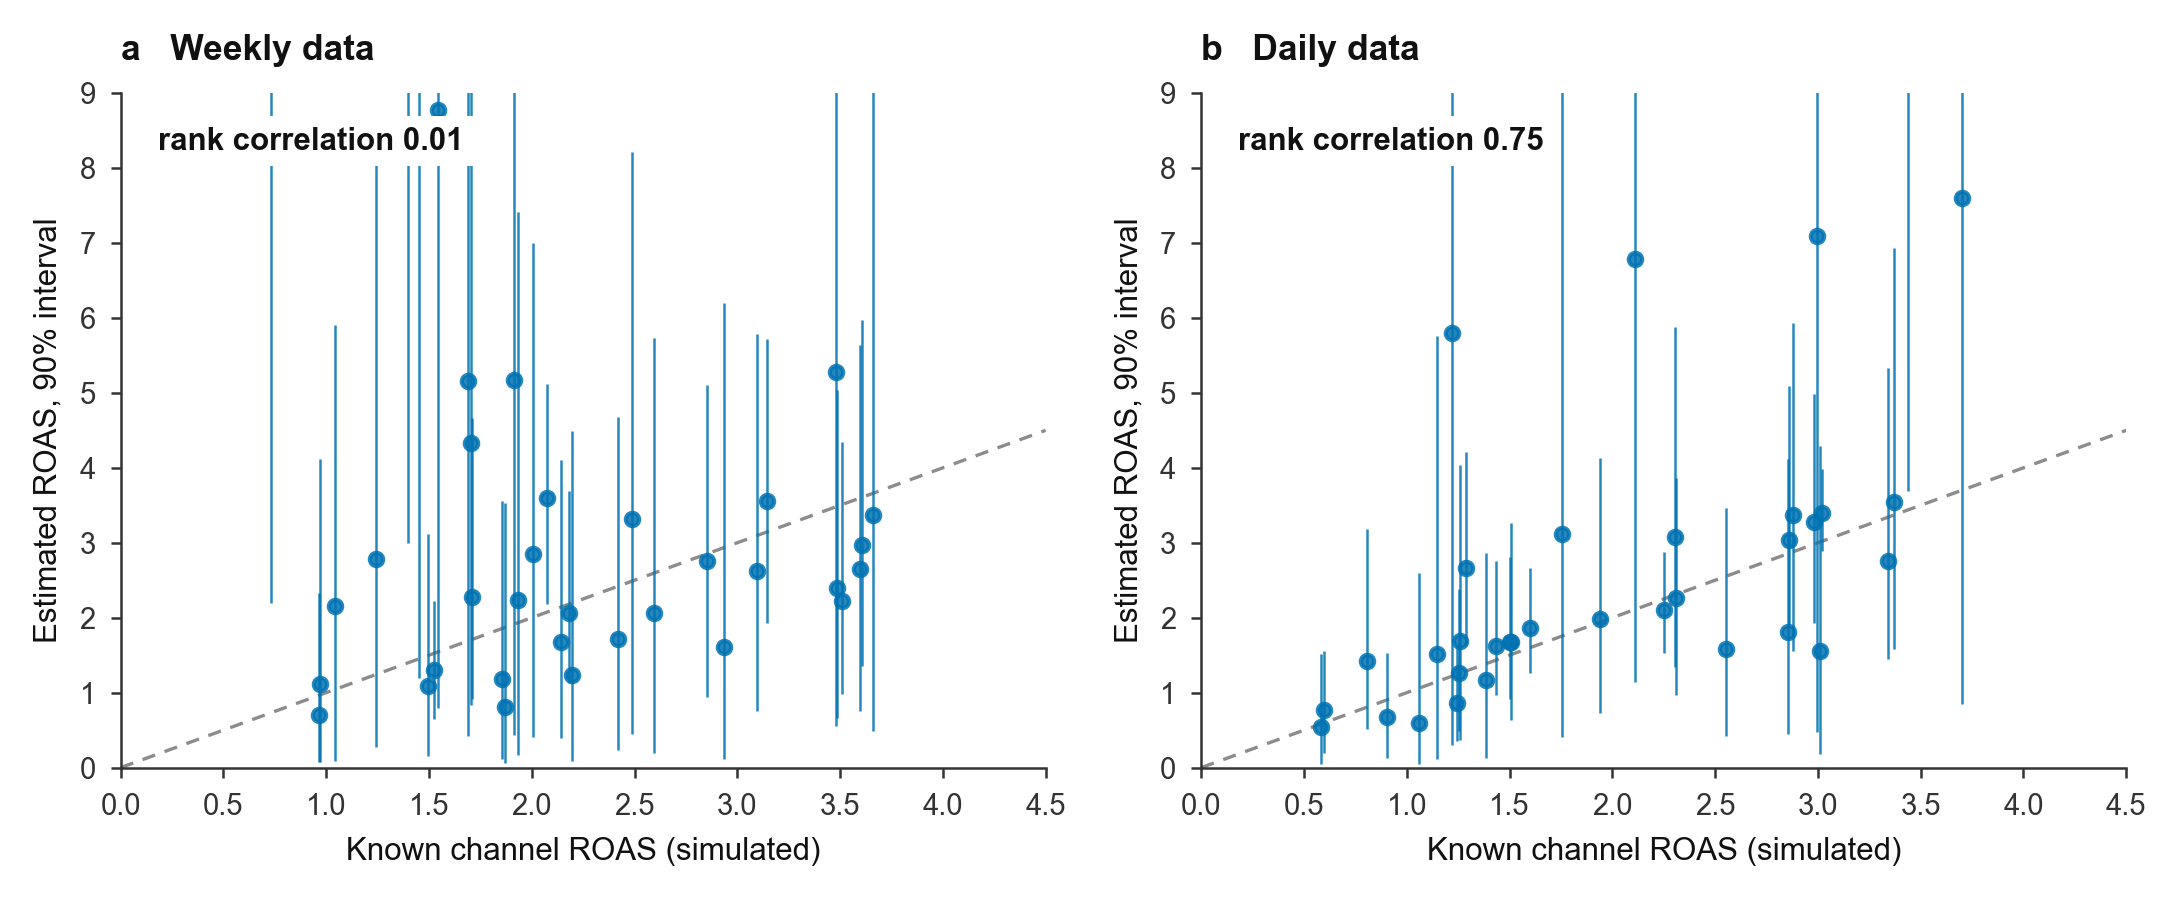 a Weekly data
rank correlation 0.01
Estimated ROAS, 90% interval
9
8
7
6
5
4
3
2
1
0
0.0 0.5 1.0 1.5 2.0 2.5 3.0 3.5 4.0 4.5
Known channel ROAS (simulated)
b Daily data
rank correlation 0.75
Estimated ROAS, 90% interval
9
8
7
6
5
4
3
2
1
0
0.0 0.5 1.0 1.5 2.0 2.5 3.0 3.5 4.0 4.5
Known channel ROAS (simulated)